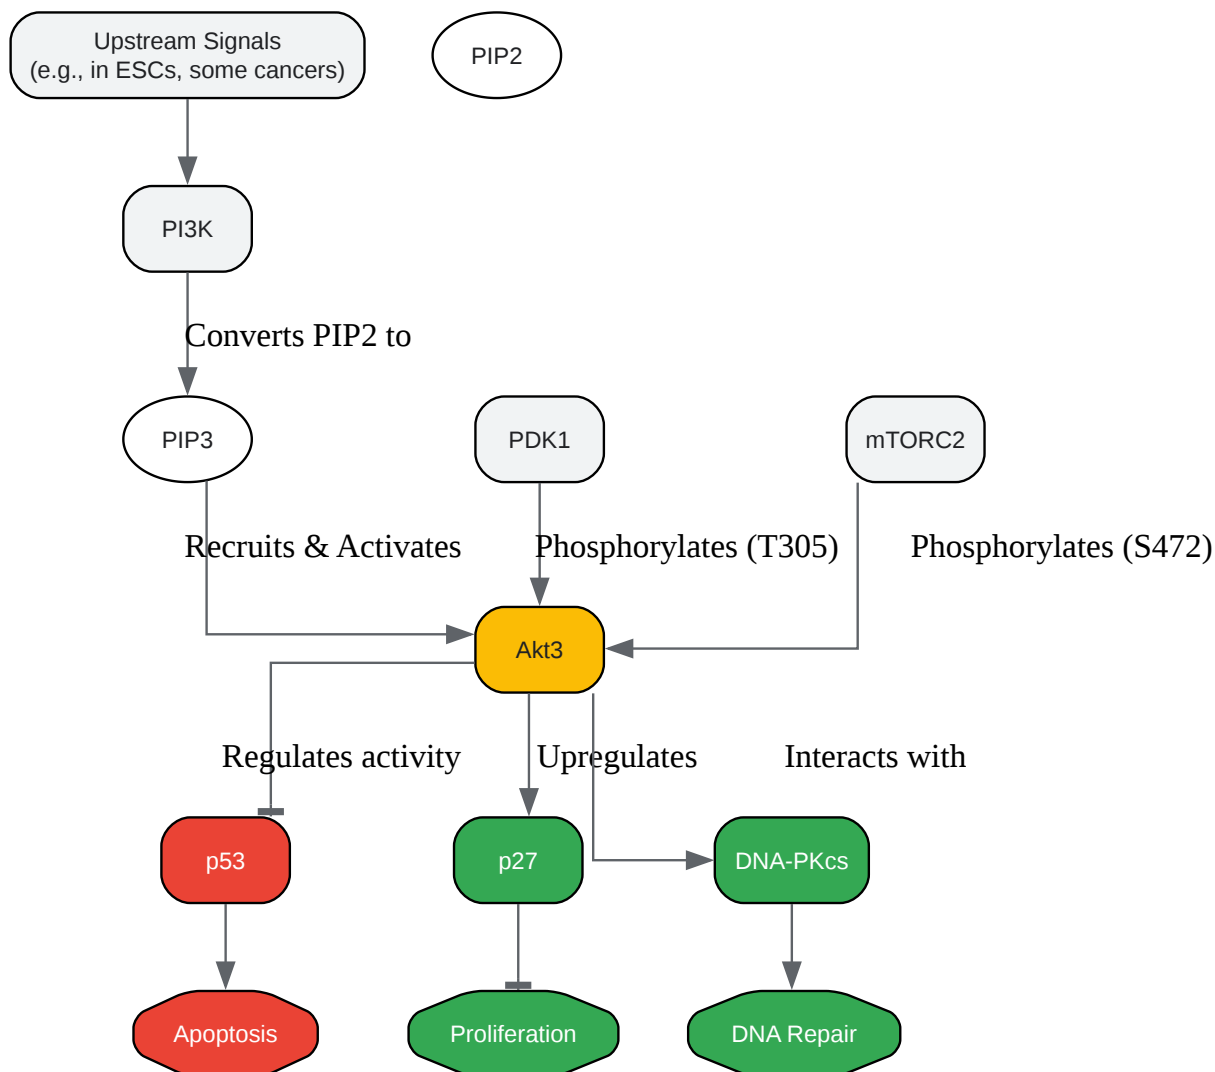 Upstream Signals
(e.g., in ESCs, some cancers)
PIP2
PI3K
Converts PIP2 to
PIP3
PDK1
mTORC2
Recruits & Activates
Phosphorylates (T305)
Phosphorylates (S472)
Akt3
Regulates activity
Upregulates
Interacts with
p53
p27
DNA-PKcs
Apoptosis
Proliferation
DNA Repair